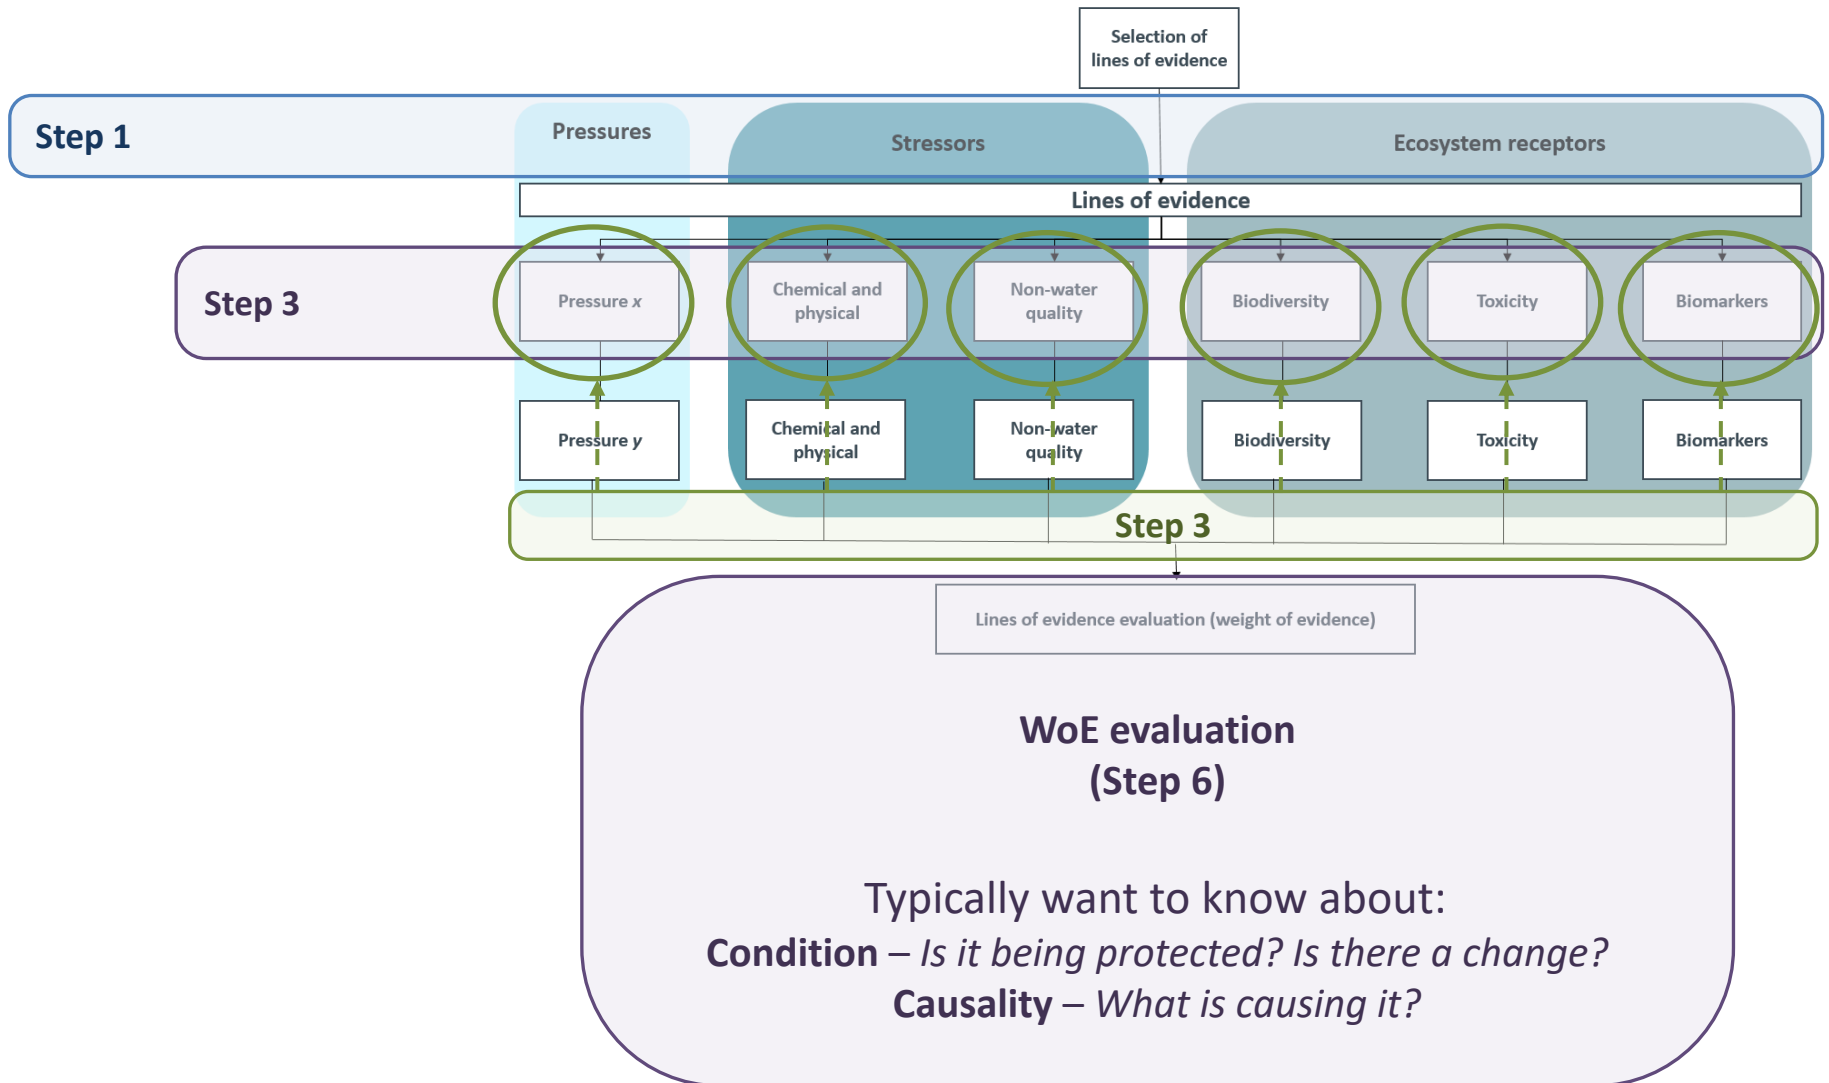 Selection of
lines of evidence
Step 1
Pressures
Stressors
Ecosystem receptors
Lines of evidence
Step 3
Pressure x
Chemical and
physical
Non-water
quality
Biodiversity
Toxicity
Biomarkers
Pressure y
Chemical and
physical
Non-water
quality
Biodiversity
Toxicity
Biomarkers
Step 3
Lines of evidence evaluation (weight of evidence)
WoE evaluation
(Step 6)
Typically want to know about:
Condition – Is it being protected? Is there a change?
Causality – What is causing it?